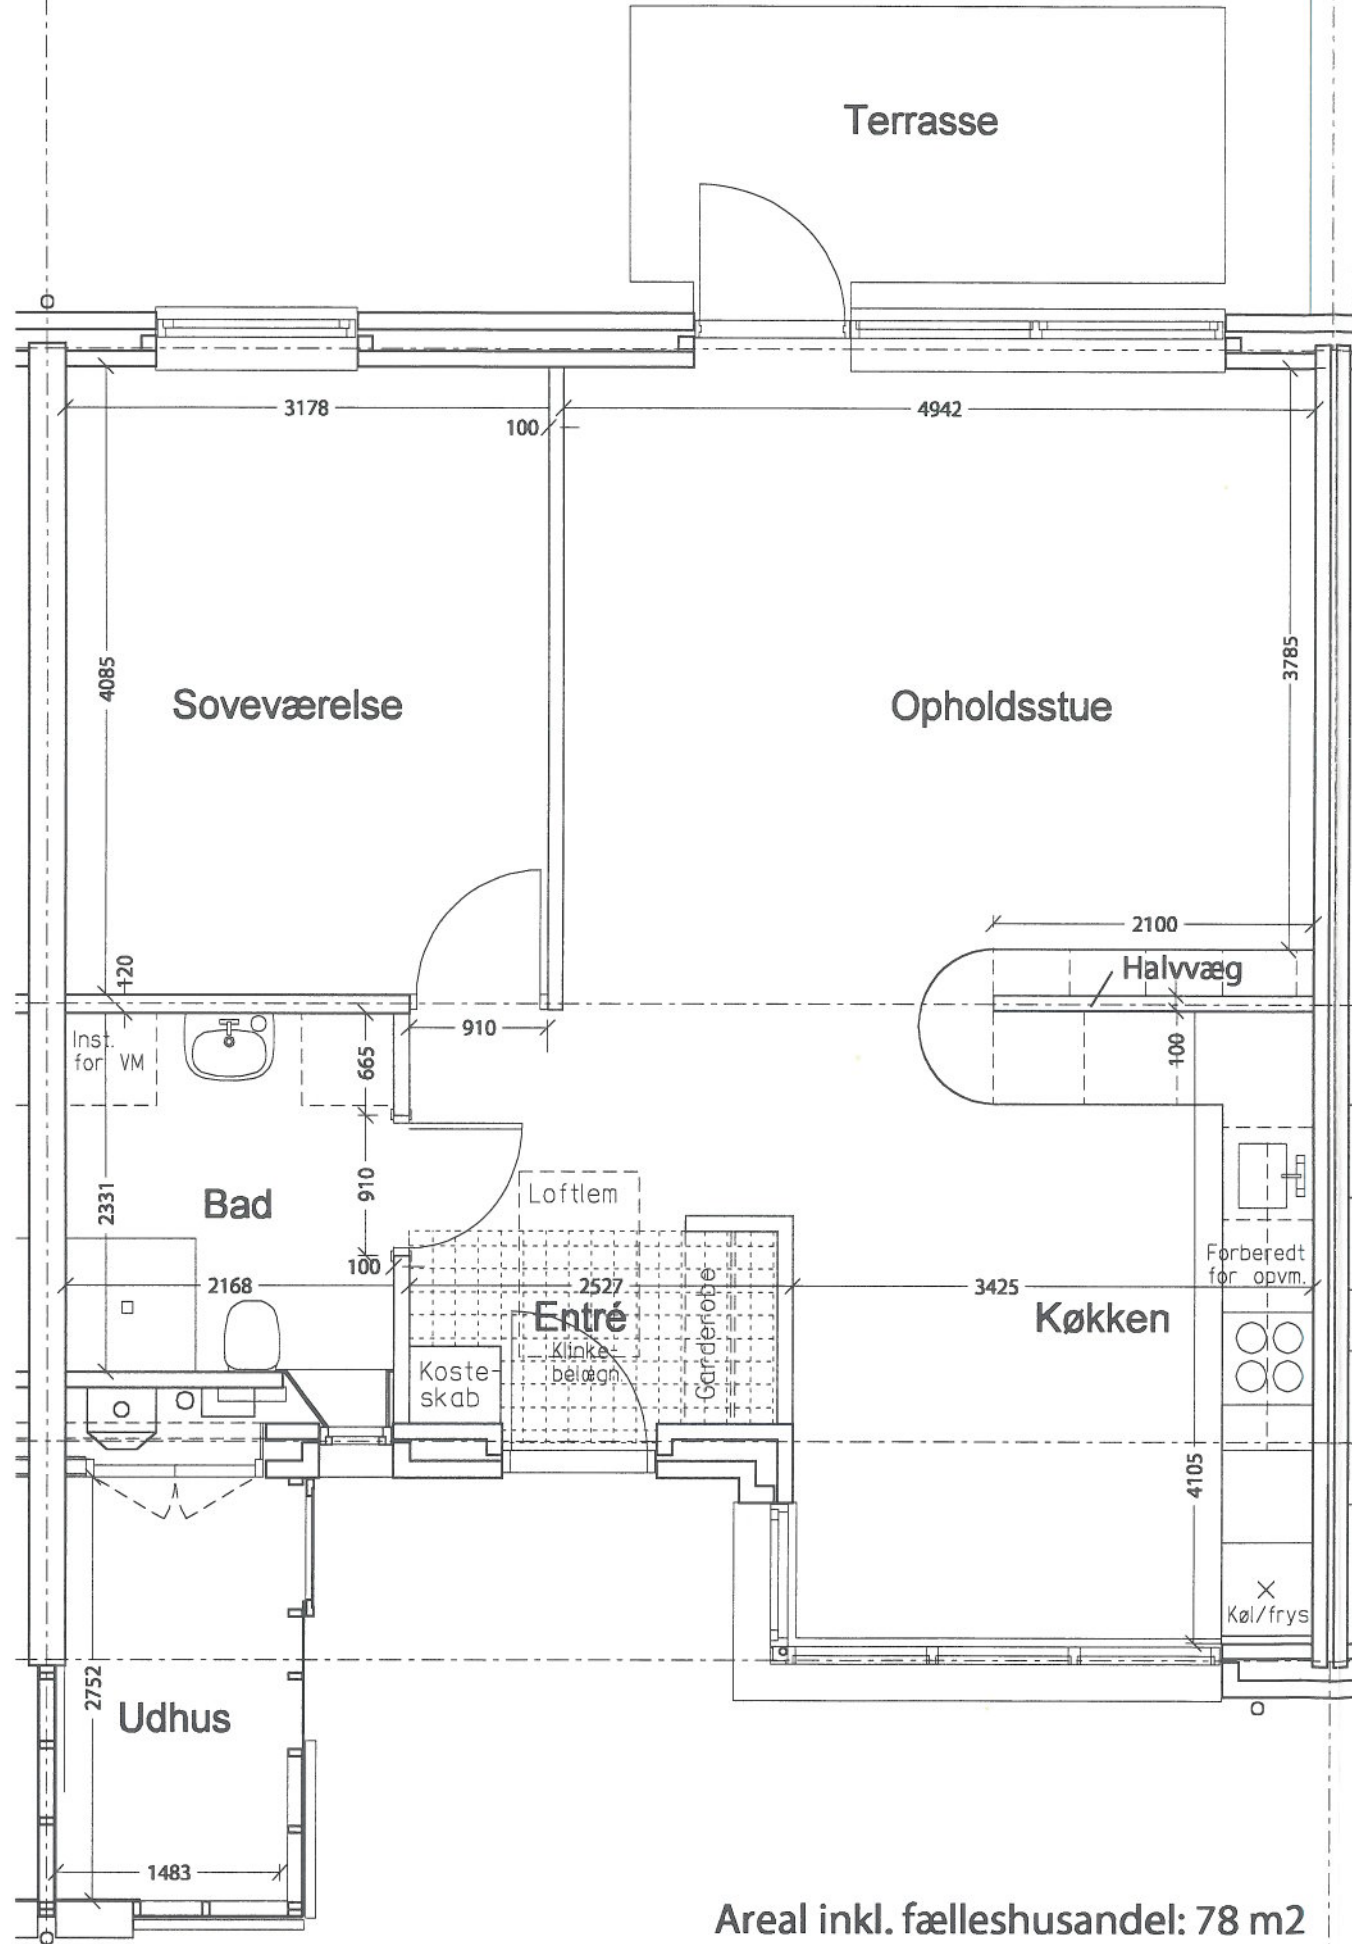 Terrasse
3178
4942
100
4085
3785
Soveværelse
Opholdsstue
120
2100
Halvvæg
910
100
Inst.
for VM
665
910
2331
Bad
Loftlem
Forberedt
for opvm.
100
2168
2527
3425
Entré
Klinke-
belægn.
Garderobe
Køkken
Koste-
skab
4105
Køl/frys
2752
Udhus
1483
Areal inkl. fælleshusandel: 78 m2